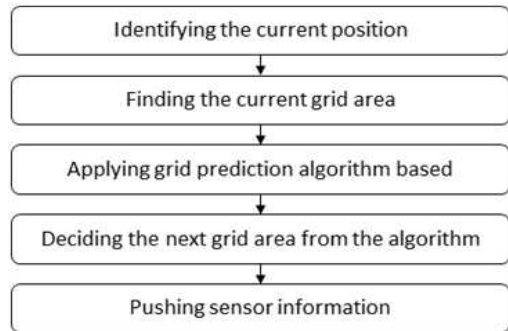 Identifying the current position
Finding the current grid area
Applying grid prediction algorithm based
Deciding the next grid area from the algorithm
Pushing sensor information